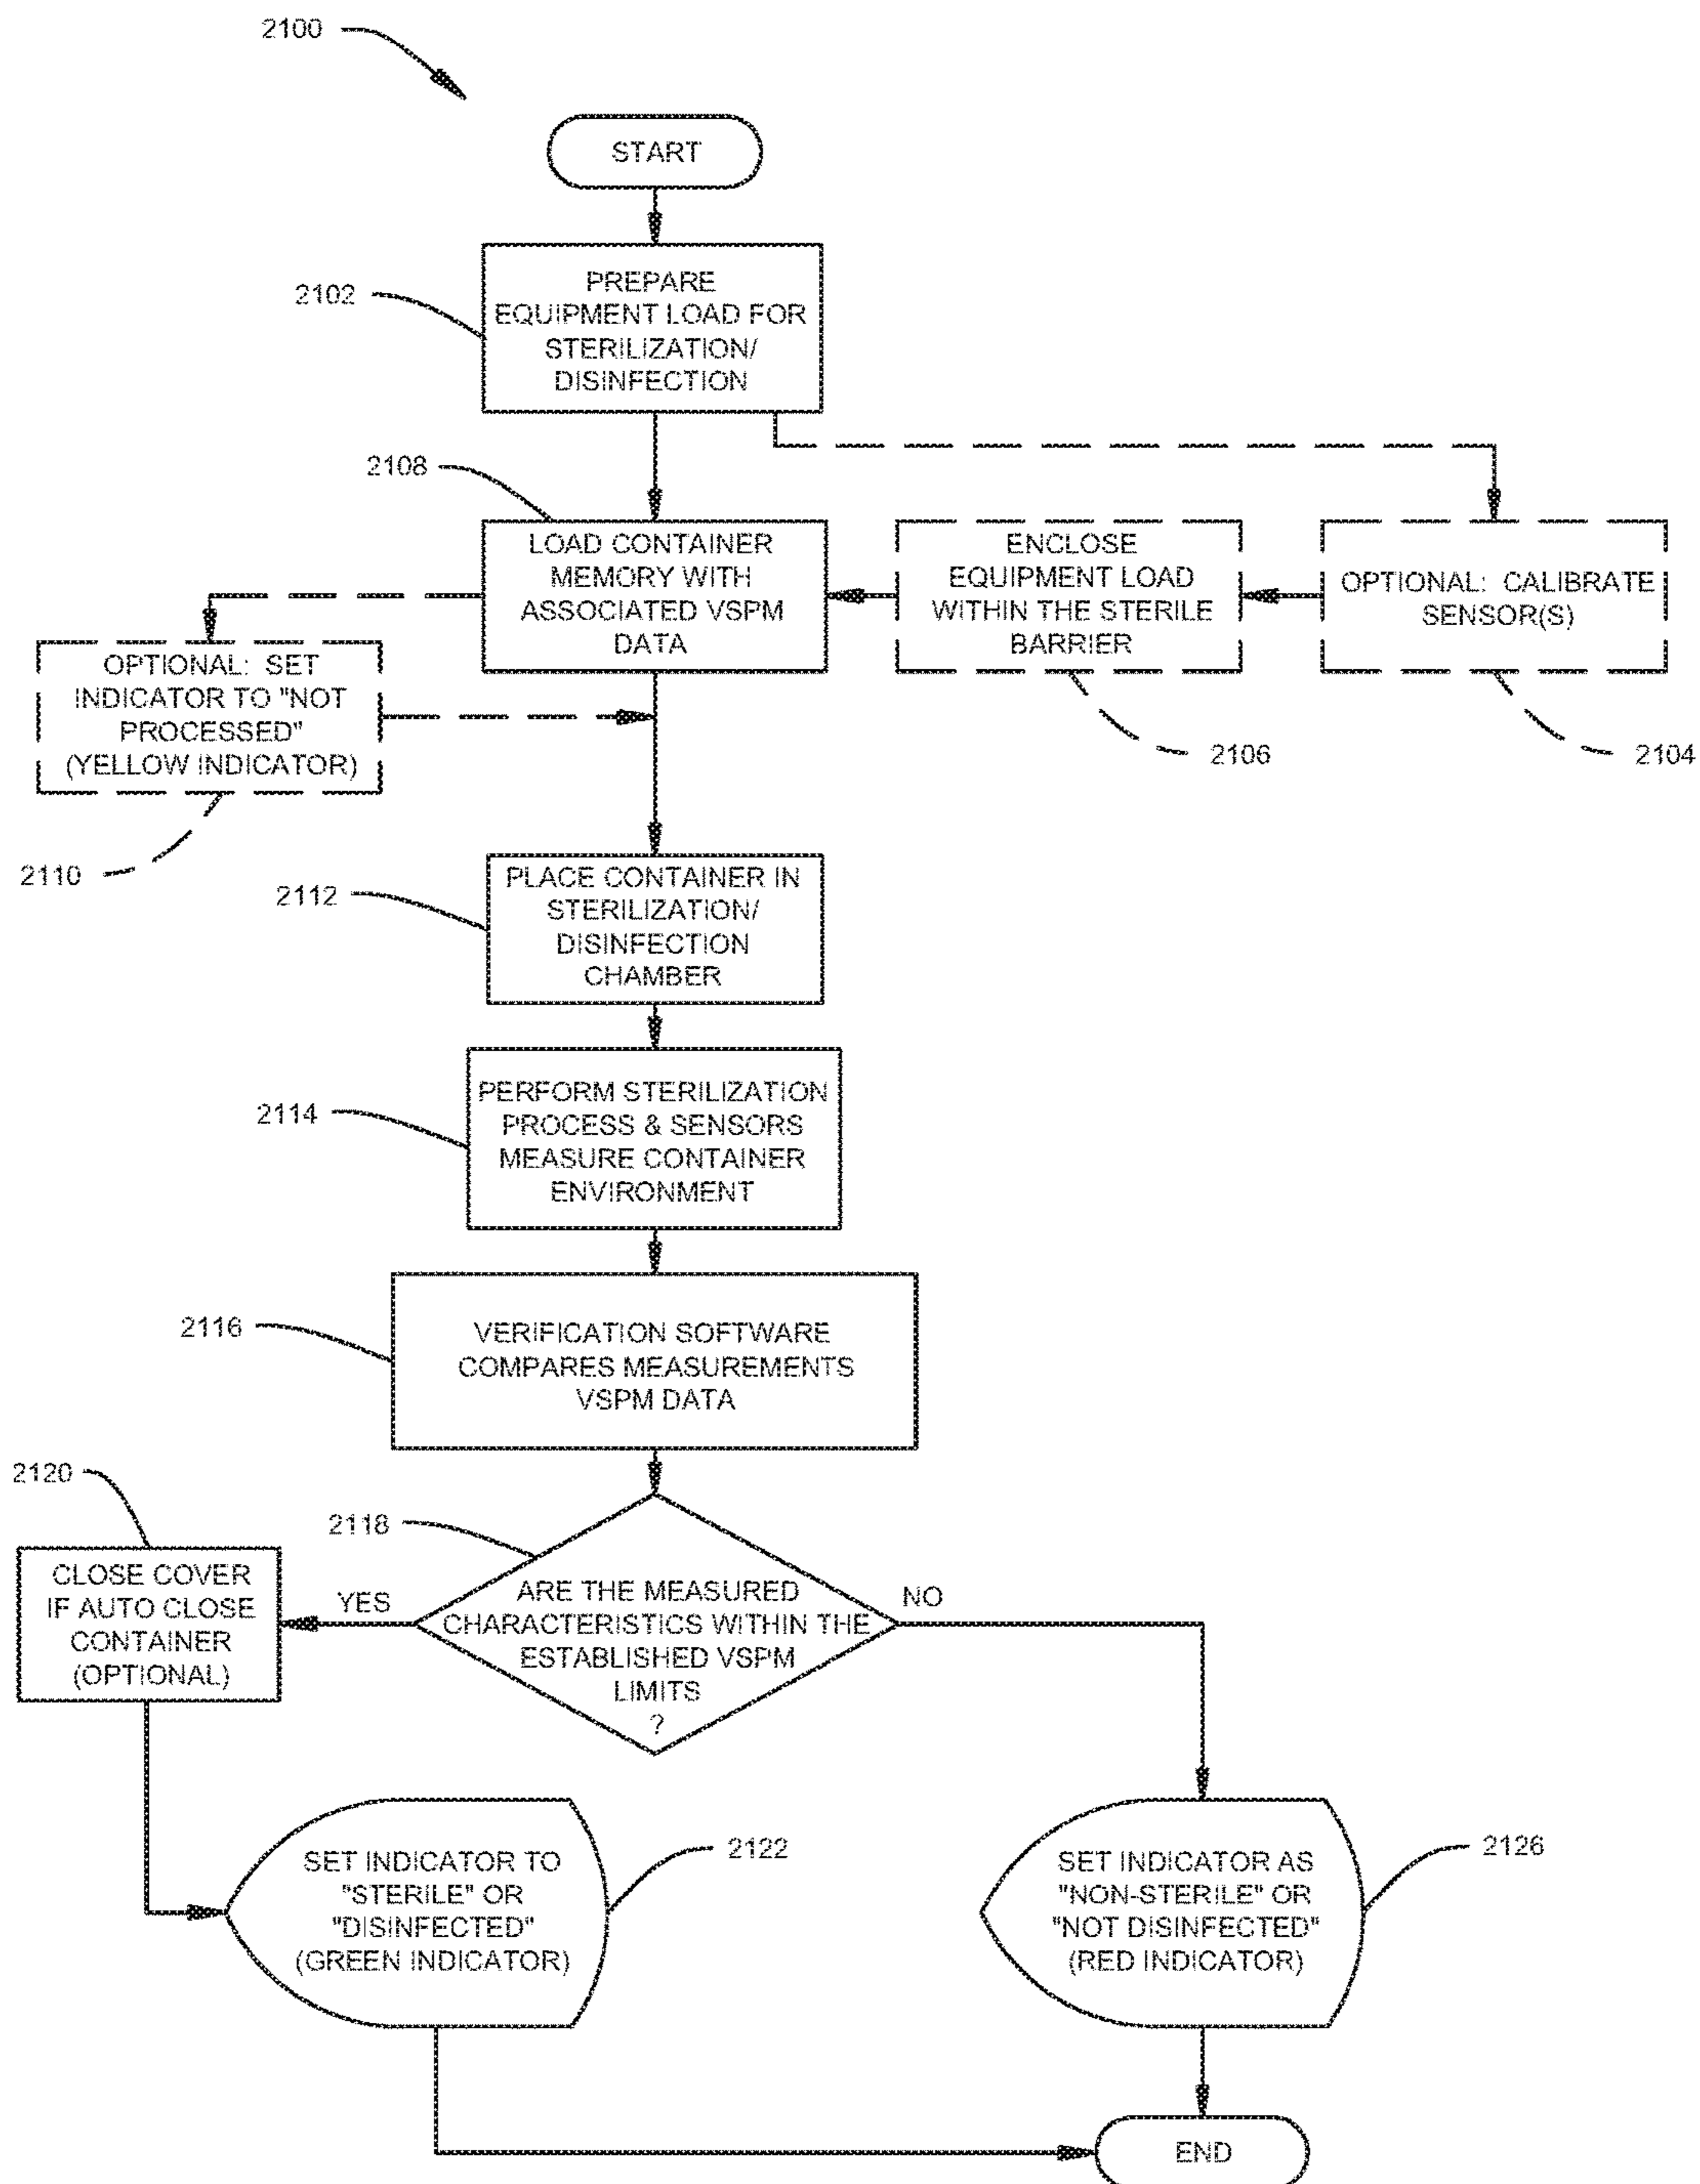 2100
START
2102
PREPARE
EQUIPMENT LOAD FOR
STERILIZATION/
DISINFECTION
2108
LOAD CONTAINER
MEMORY WITH
ASSOCIATED VSPM
DATA
ENCLOSE
EQUIPMENT LOAD
WITHIN THE STERILE
BARRIER
OPTIONAL: CALIBRATE
SENSOR(S)
OPTIONAL: SET
INDICATOR TO "NOT
PROCESSED"
(YELLOW INDICATOR)
2106
2104
2110
2112
PLACE CONTAINER IN
STERILIZATION/
DISINFECTION
CHAMBER
2114
PERFORM STERILIZATION
PROCESS & SENSORS
MEASURE CONTAINER
ENVIRONMENT
2116
VERIFICATION SOFTWARE
COMPARES MEASUREMENTS
VSPM DATA
2120
2118
CLOSE COVER
IF AUTO CLOSE
CONTAINER
(OPTIONAL)
YES
ARE THE MEASURED
CHARACTERISTICS WITHIN THE
ESTABLISHED VSPM
LIMITS
?
NO
SET INDICATOR TO
"STERILE" OR
"DISINFECTED"
(GREEN INDICATOR)
2122
SET INDICATOR AS
"NON-STERILE" OR
"NOT DISINFECTED"
(RED INDICATOR)
2126
END